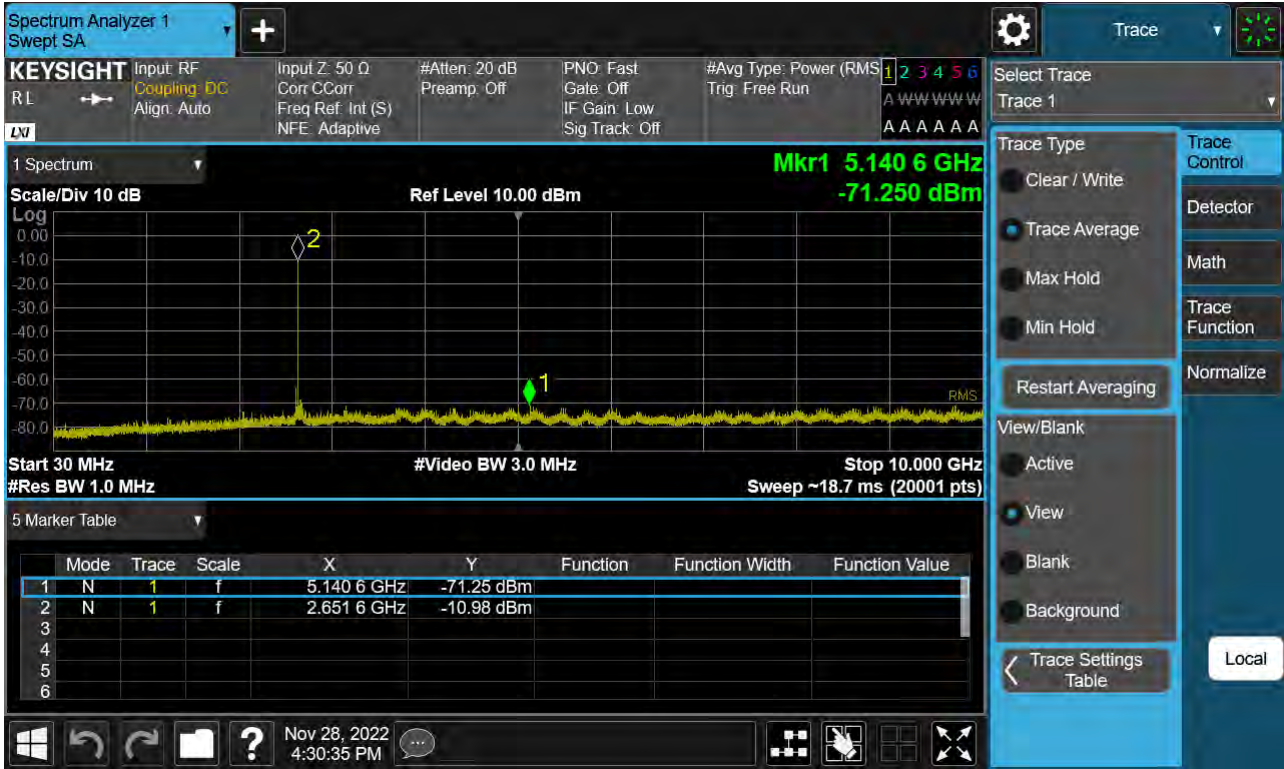 Spectrum Analyzer 1
Swept SA
Trace
KEYSIGHT
RL
LXI
Input: RF
Coupling: DC
Align: Auto
Input Z: 50 Ω
Corr CCorr
Freq Ref: Int (S)
NFE: Adaptive
#Atten: 20 dB
Preamp: Off
PNO: Fast
Gate: Off
IF Gain: Low
Sig Track: Off
#Avg Type: Power (RMS
Trig: Free Run
1 2 3 4 5 6
A W W W W W
A A A A A A
Select Trace
Trace 1
1 Spectrum
Mkr1 5.140 6 GHz
Scale/Div 10 dB
Ref Level 10.00 dBm
-71.250 dBm
Log
0.00
-10.0
-20.0
-30.0
-40.0
-50.0
-60.0
-70.0
-80.0
2
1
RMS
Start 30 MHz
#Video BW 3.0 MHz
Stop 10.000 GHz
#Res BW 1.0 MHz
Sweep ~18.7 ms (20001 pts)
5 Marker Table
Mode Trace Scale X Y Function Function Width Function Value
1 N 1 f 5.140 6 GHz -71.25 dBm
2 N 1 f 2.651 6 GHz -10.98 dBm
3
4
5
6
Trace Type
Clear / Write
Trace Average
Max Hold
Min Hold
Restart Averaging
View/Blank
Active
View
Blank
Background
Trace Settings
Table
Trace
Control
Detector
Math
Trace
Function
Normalize
Local
?
Nov 28, 2022
4:30:35 PM